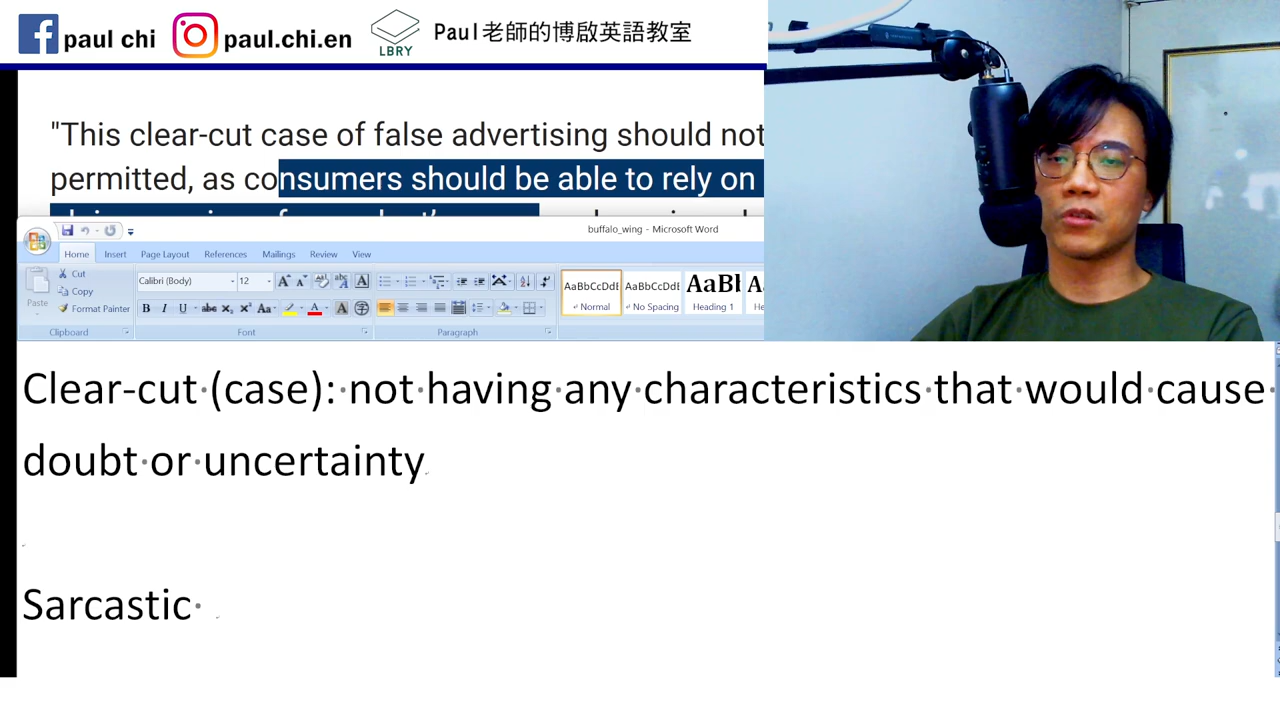 paul chi paul.chi.en LBRY Paul老師的博啟英語教室
"This clear-cut case of false advertising should not
permitted, as consumers should be able to rely on
buffalo_wing - Microsoft Word
Home Insert Page Layout References Mailings Review View
Paste Cut Copy Format Painter
Calibri (Body) 12
AaBbCcDdE AaBbCcDdE AaBbC
Normal No Spacing Heading 1 He
Clipboard Font Paragraph
Clear-cut (case): not having any characteristics that would cause
doubt or uncertainty
Sarcastic